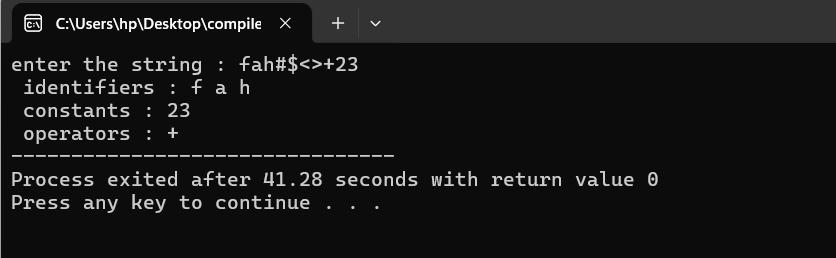 C:\Users\hp\Desktop\compile
enter the string : fah#$<>+23
identifiers : f a h
constants : 23
operators : +
--------------------------------
Process exited after 41.28 seconds with return value 0
Press any key to continue . . .